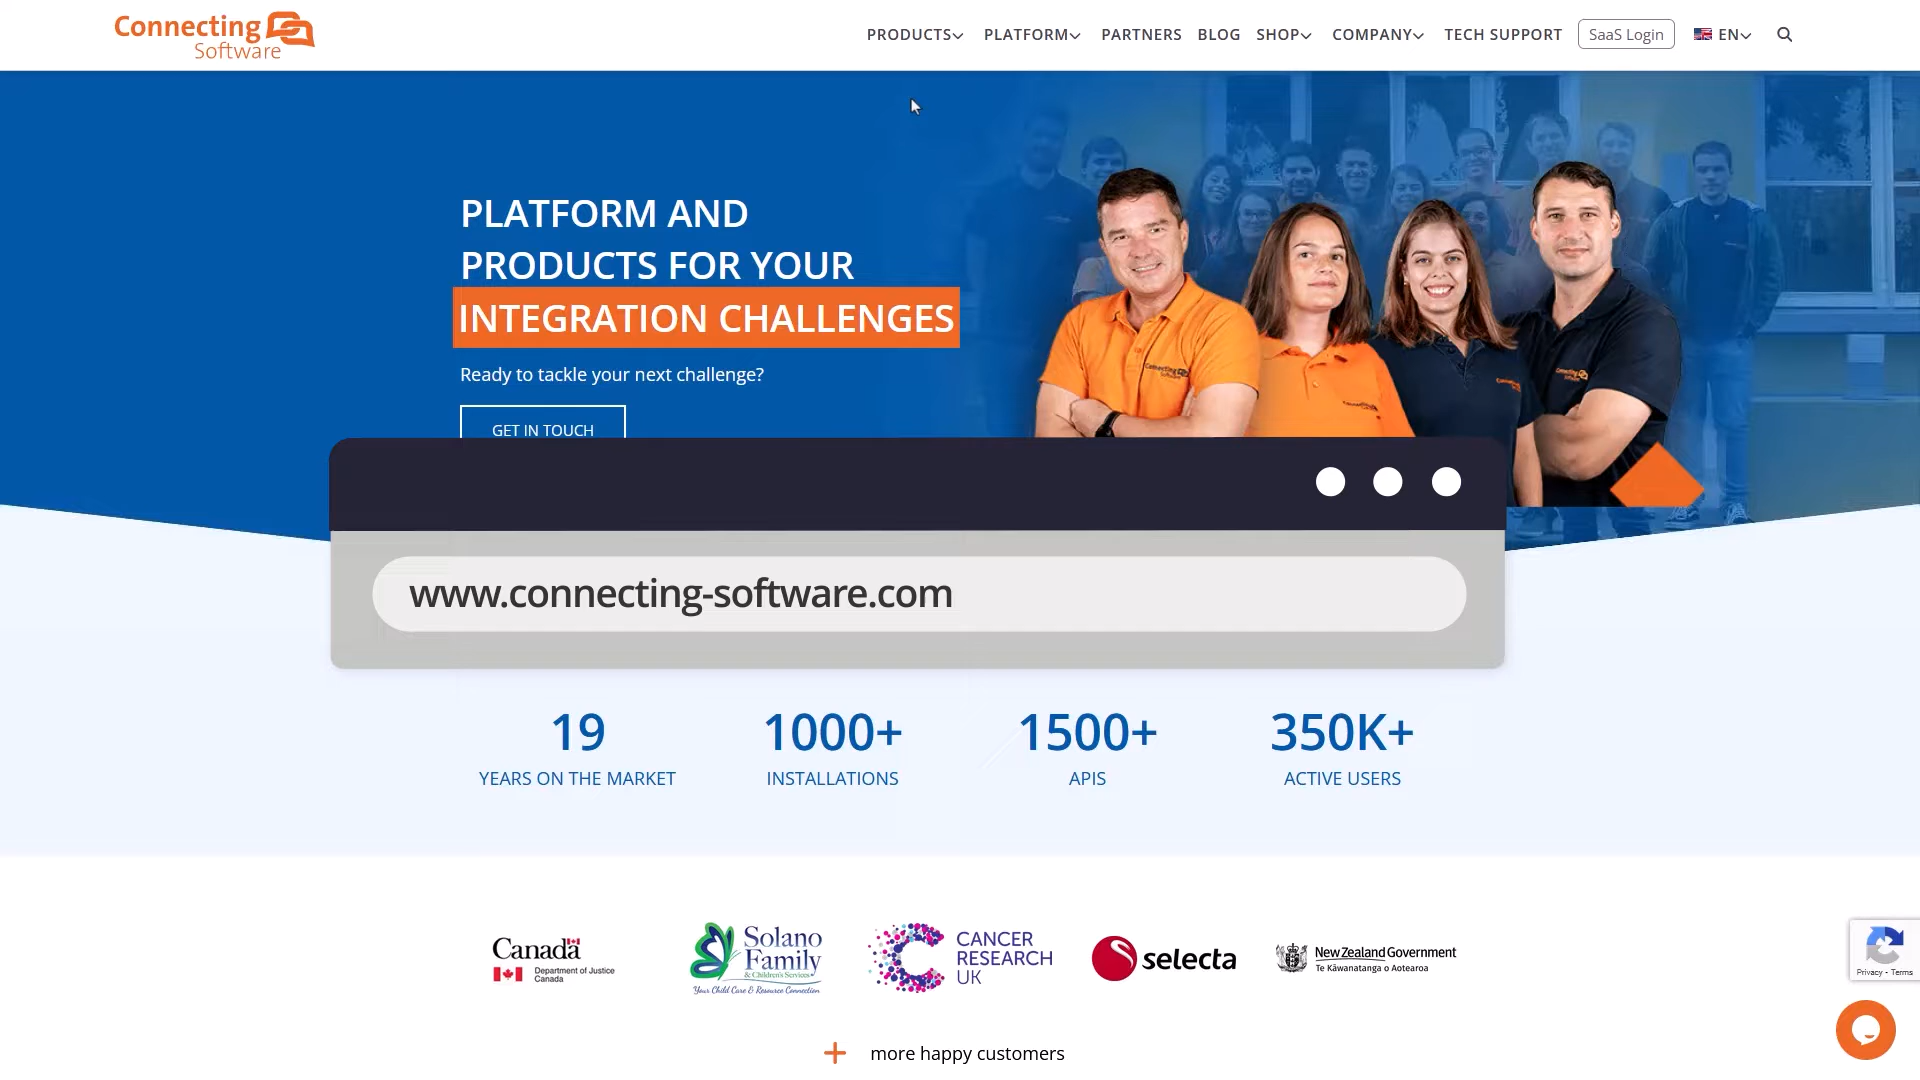 Connecting
Software
PRODUCTS
PLATFORM
PARTNERS
BLOG
SHOP
COMPANY
TECH SUPPORT
SaaS Login
EN
PLATFORM AND
PRODUCTS FOR YOUR
INTEGRATION CHALLENGES
Ready to tackle your next challenge?
GET IN TOUCH
www.connecting-software.com
19
YEARS ON THE MARKET
1000+
INSTALLATIONS
1500+
APIS
350K+
ACTIVE USERS
Canada
Department of Justice
Canada
Solano
Family
& Children's Services
Your Child Care & Resource Connection
CANCER
RESEARCH
UK
selecta
New Zealand Government
Te Kāwanatanga o Aotearoa
more happy customers
Privacy - Terms